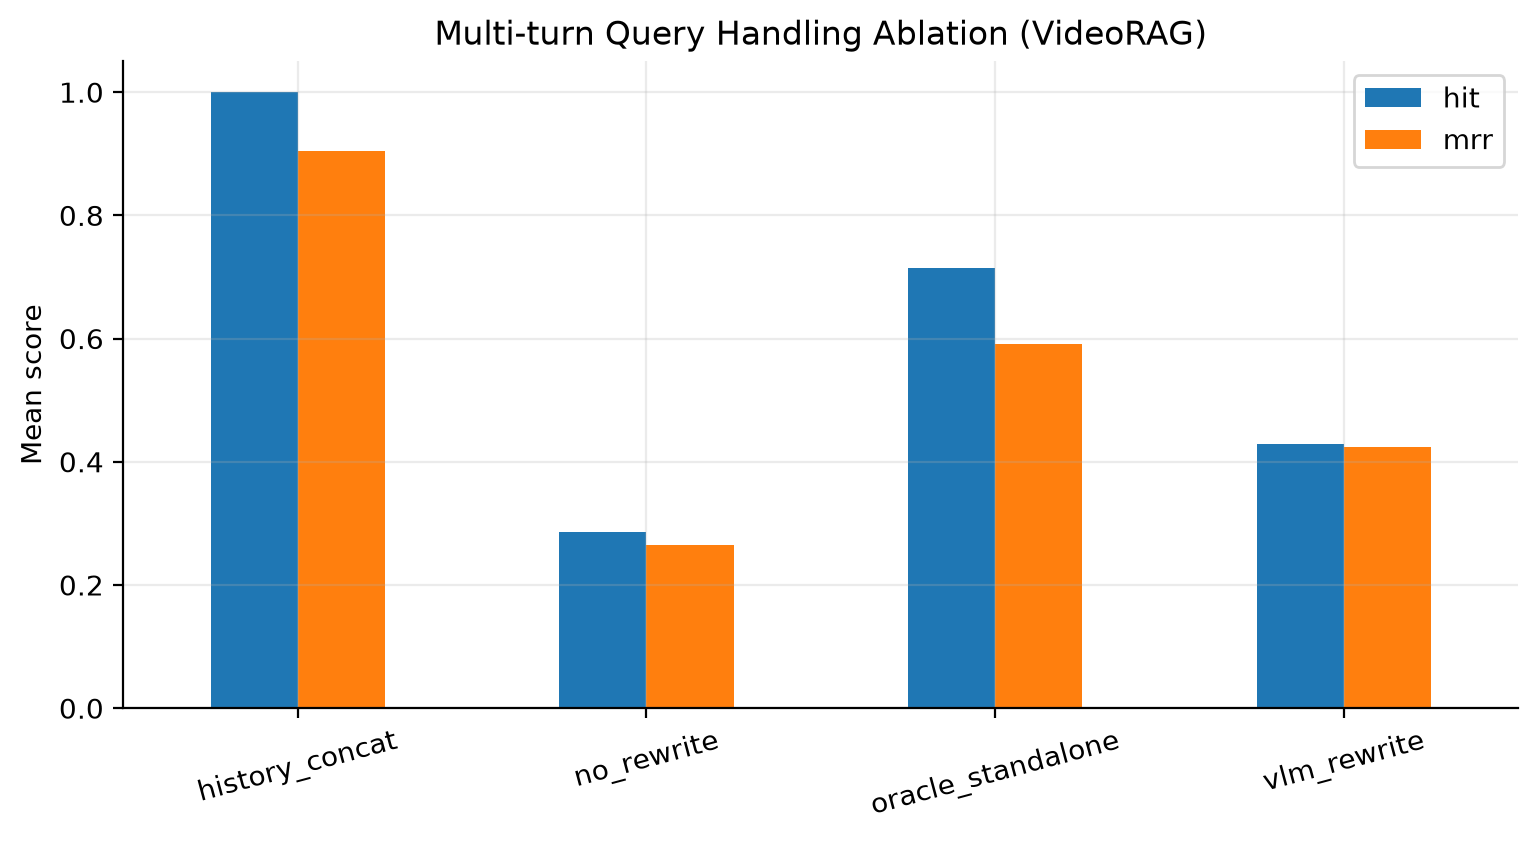 Multi-turn Query Handling Ablation (VideoRAG)
hit
mrr
Mean score
1.0
0.8
0.6
0.4
0.2
0.0
history_concat
no_rewrite
oracle_standalone
vlm_rewrite